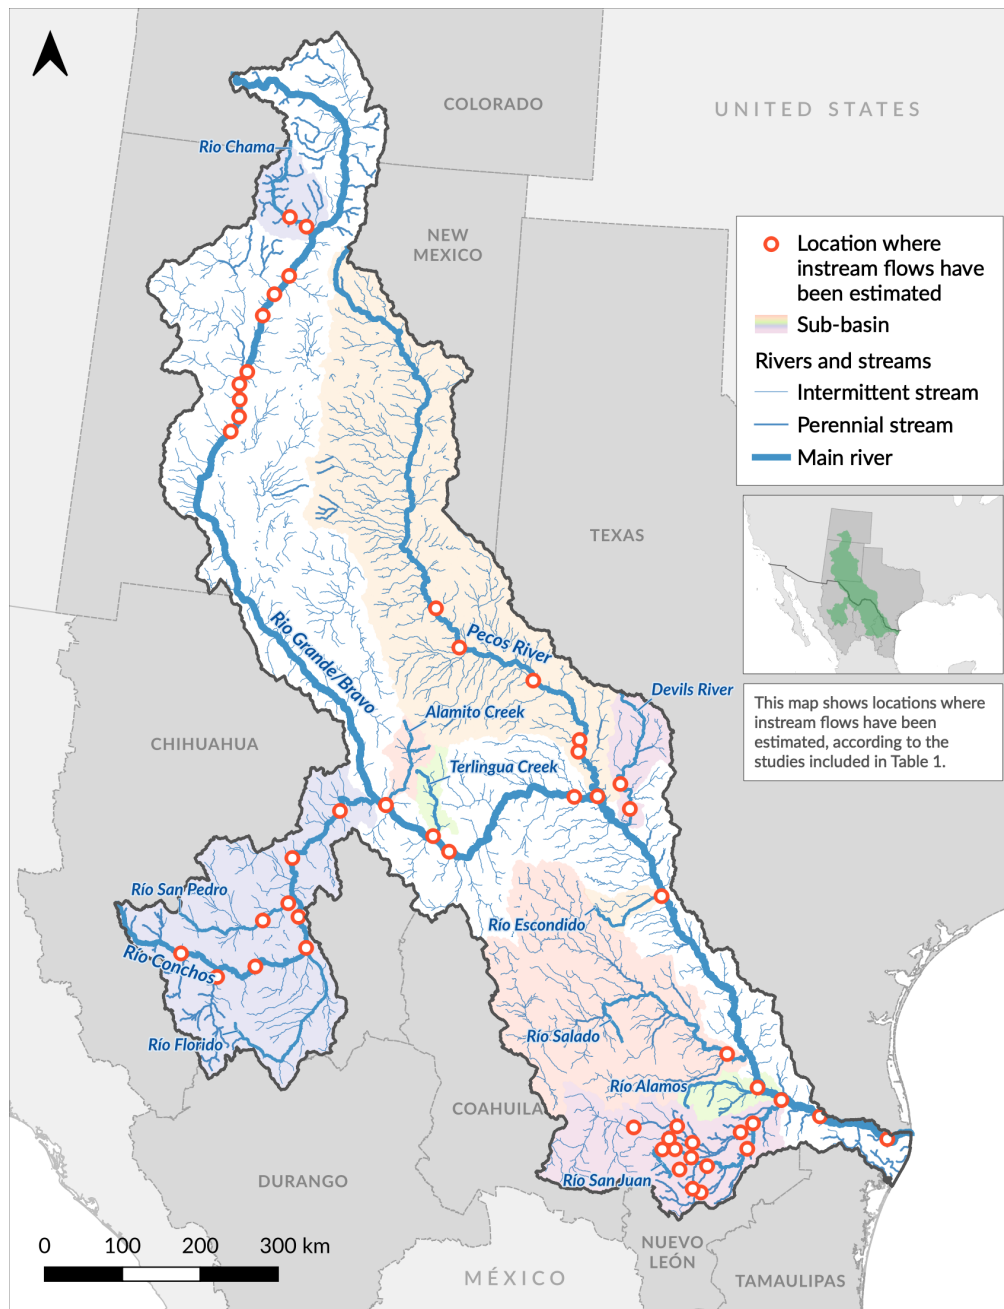 COLORADO
UNITED STATES
Rio Chama
NEW
MEXICO
Location where
instream flows have
been estimated
Sub-basin
Rivers and streams
Intermittent stream
Perennial stream
Main river
TEXAS
Rio Grande/Bravo
Pecos River
Devils River
Alamito Creek
This map shows locations where
instream flows have been
estimated, according to the
studies included in Table 1.
CHIHUAHUA
Terlingua Creek
Río San Pedro
Río Escondido
Río Conchos
Río Salado
Río Florido
Río Alamos
COAHUILA
DURANGO
Río San Juan
0 100 200 300 km
NUEVO
LEÓN
MÉXICO
TAMAULIPAS